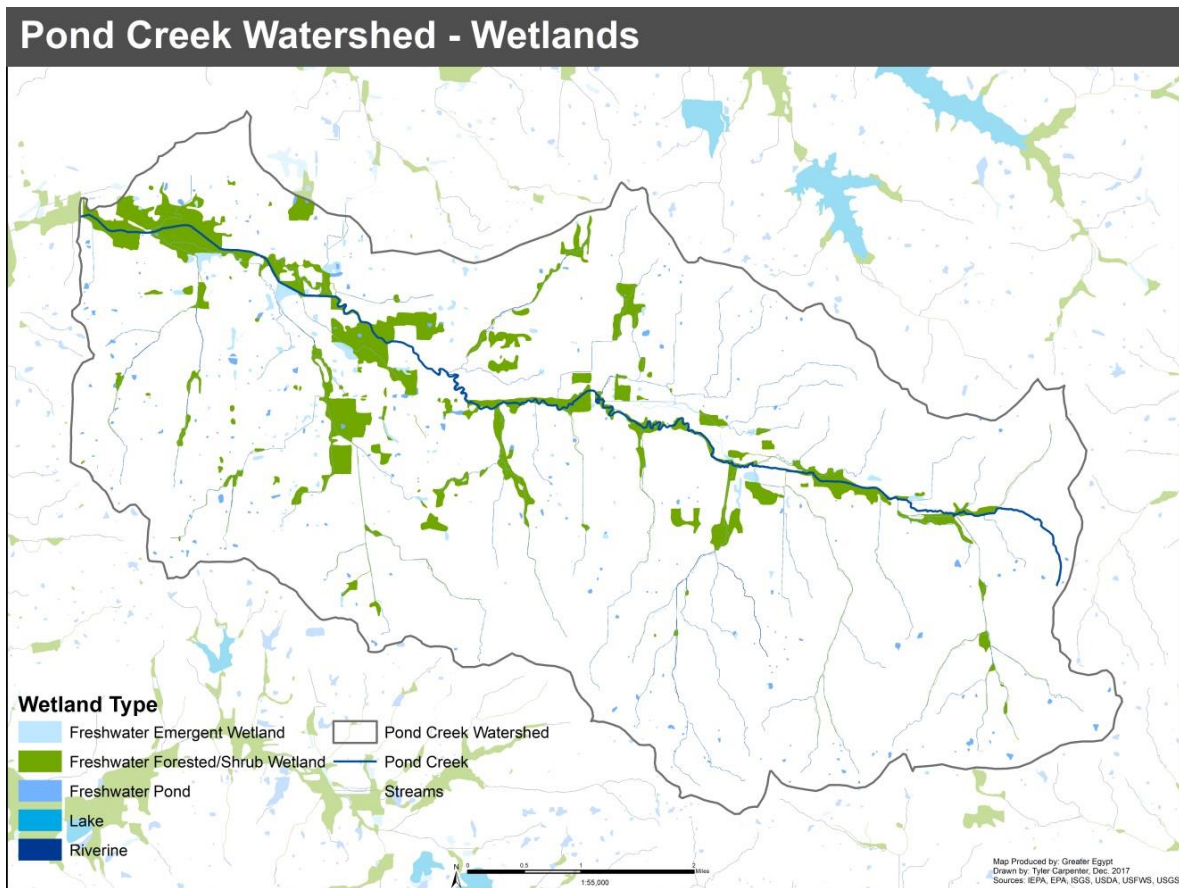 Pond Creek Watershed - Wetlands
Wetland Type
Freshwater Emergent Wetland
Freshwater Forested/Shrub Wetland
Freshwater Pond
Lake
Riverine
Pond Creek Watershed
Pond Creek
Streams
N
0 0.5 1 2
Miles
1:55,000
Map Produced by: Greater Egypt
Drawn by: Tyler Carpenter, Dec. 2017
Sources: IEPA, EPA, ISGS, USDA, USFWS, USGS